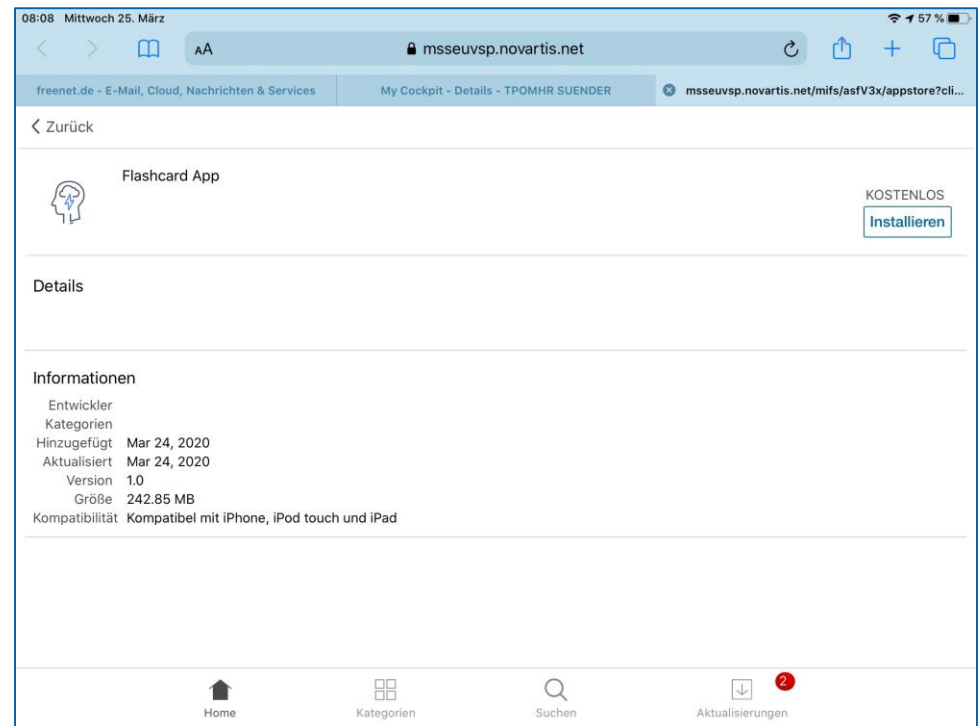 08:08 Mittwoch 25. März 57 %
AA msseuvsp.novartis.net
freenet.de - E-Mail, Cloud, Nachrichten & Services My Cockpit - Details - TPOMHR SUENDER msseuvsp.novartis.net/mifs/asfV3x/appstore?cli...
Zurück
Flashcard App
KOSTENLOS
Installieren
Details
Informationen
Entwickler
Kategorien
Hinzugefügt Mar 24, 2020
Aktualisiert Mar 24, 2020
Version 1.0
Größe 242.85 MB
Kompatibilität Kompatibel mit iPhone, iPod touch und iPad
2
Home Kategorien Suchen Aktualisierungen